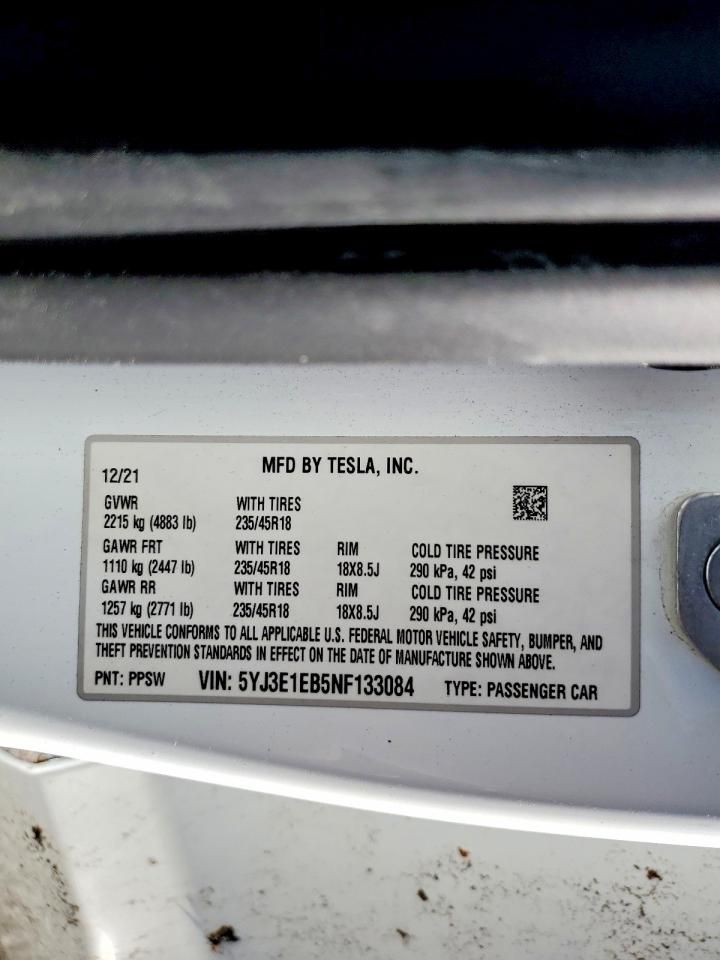 MFD BY TESLA, INC.
12/21
GVWR WITH TIRES
2215 kg (4883 lb) 235/45R18
GAWR FRT WITH TIRES RIM COLD TIRE PRESSURE
1110 kg (2447 lb) 235/45R18 18X8.5J 290 kPa, 42 psi
GAWR RR WITH TIRES RIM COLD TIRE PRESSURE
1257 kg (2771 lb) 235/45R18 18X8.5J 290 kPa, 42 psi
THIS VEHICLE CONFORMS TO ALL APPLICABLE U.S. FEDERAL MOTOR VEHICLE SAFETY, BUMPER, AND
THEFT PREVENTION STANDARDS IN EFFECT ON THE DATE OF MANUFACTURE SHOWN ABOVE.
PNT: PPSW VIN: 5YJ3E1EB5NF133084 TYPE: PASSENGER CAR